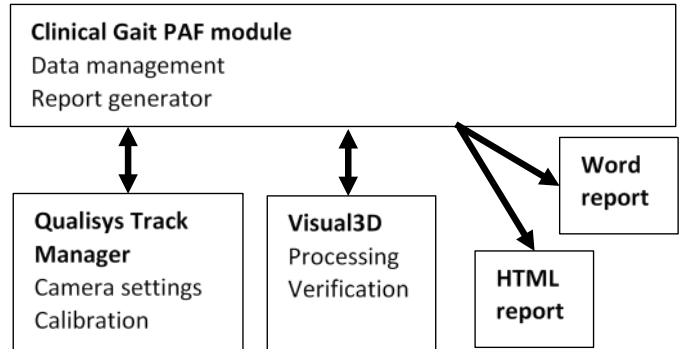 Clinical Gait PAF module
Data management
Report generator
Qualisys Track
Manager
Camera settings
Calibration
Visual3D
Processing
Verification
HTML
report
Word
report